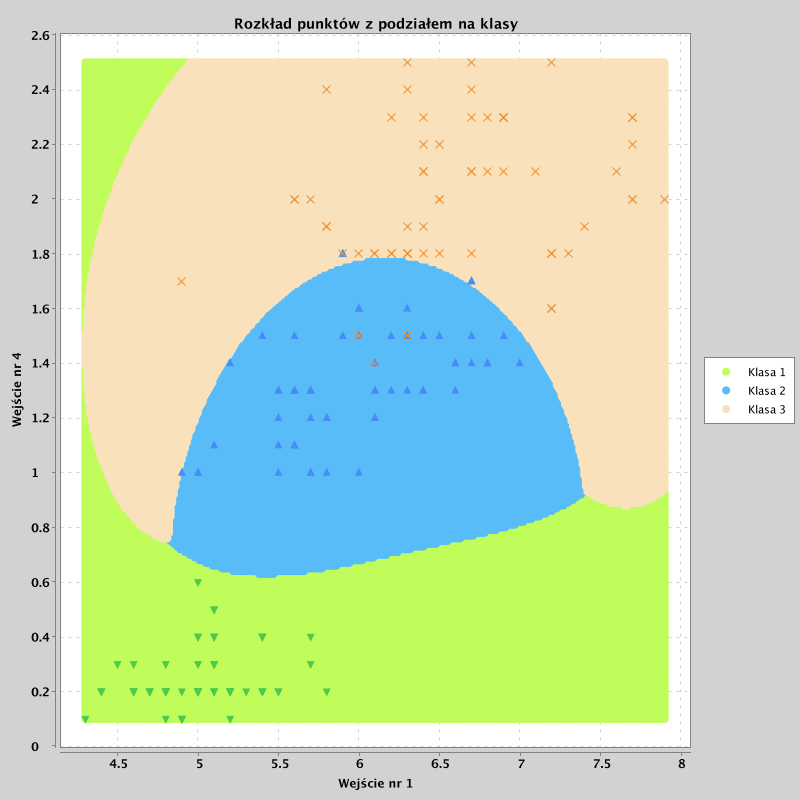 Rozkład punktów z podziałem na klasy
2.6
2.4
2.2
2
1.8
1.6
1.4
1.2
1
0.8
0.6
0.4
0.2
0
Wejście nr 4
4.5 5 5.5 6 6.5 7 7.5 8
Wejście nr 1
Klasa 1
Klasa 2
Klasa 3